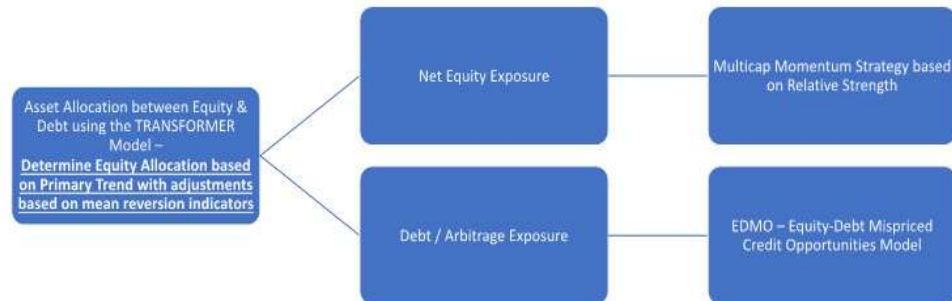 Asset Allocation between Equity &
Debt using the TRANSFORMER
Model –
Determine Equity Allocation based
on Primary Trend with adjustments
based on mean reversion indicators
Net Equity Exposure
Multicap Momentum Strategy based
on Relative Strength
Debt / Arbitrage Exposure
EDMO – Equity-Debt Mispriced
Credit Opportunities Model